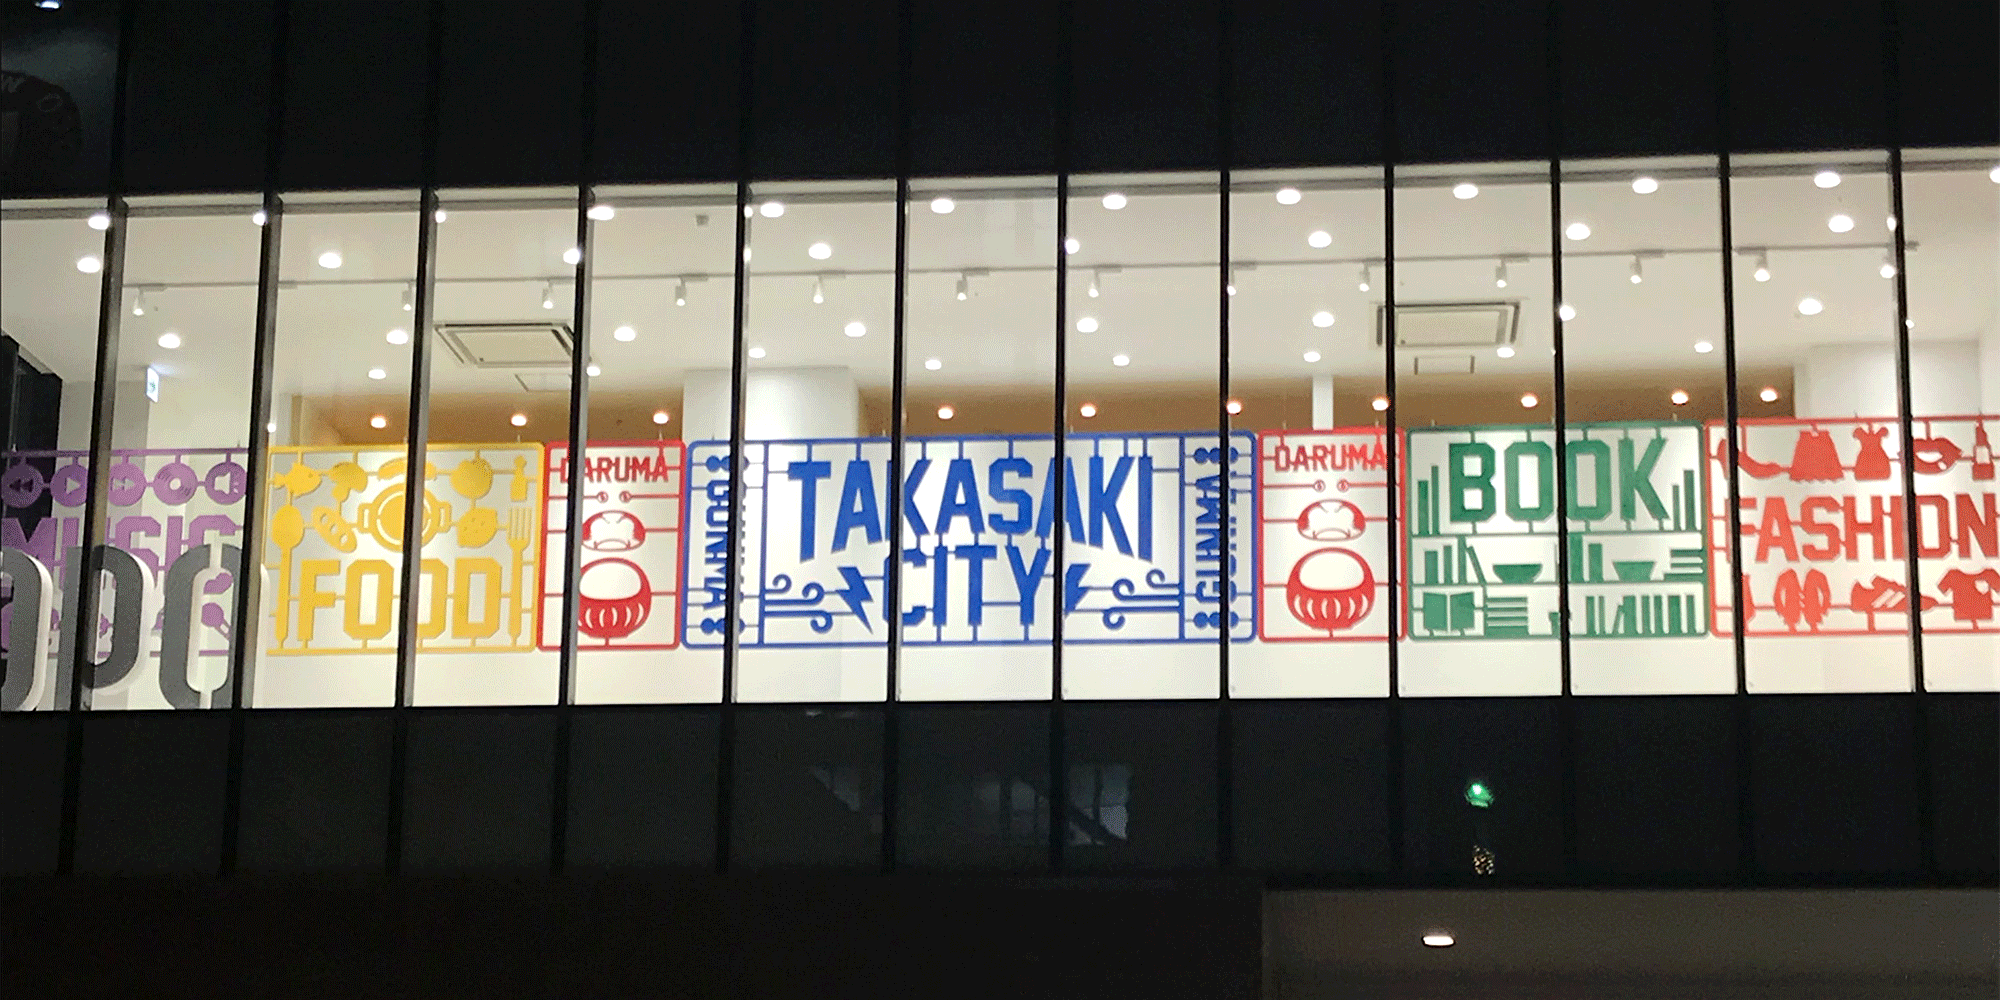 MUSIC
FOOD
DARUMA
GUNMA
TAKASAKI
CITY
GUNMA
DARUMA
BOOK
FASHION